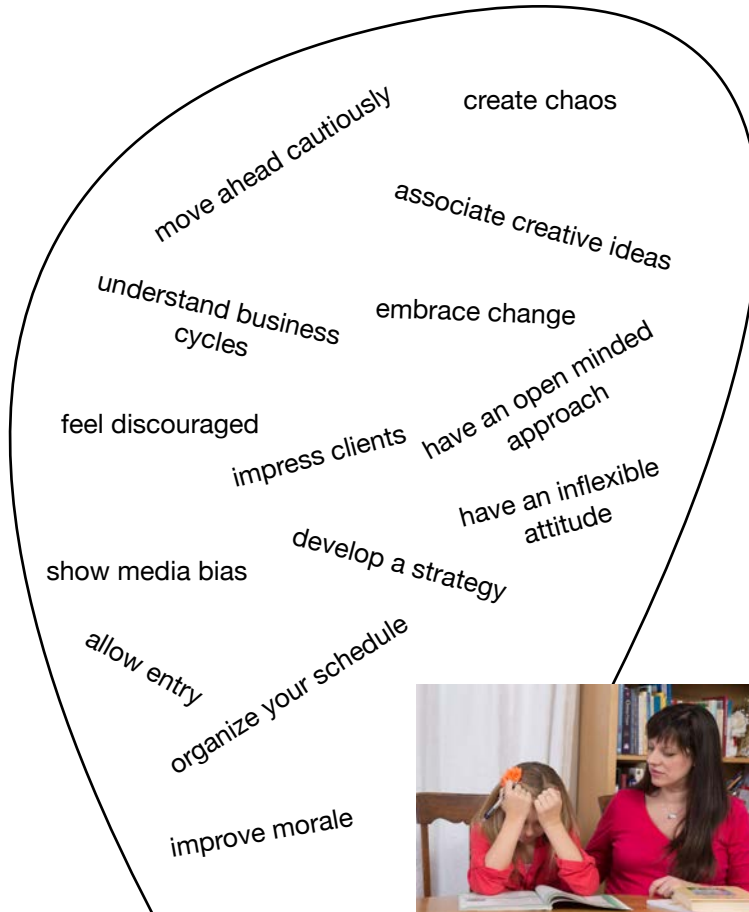 create chaos
move ahead cautiously
associate creative ideas
understand business
cycles
embrace change
have an open minded
approach
feel discouraged
impress clients
have an inflexible
attitude
develop a strategy
show media bias
allow entry
organize your schedule
improve morale